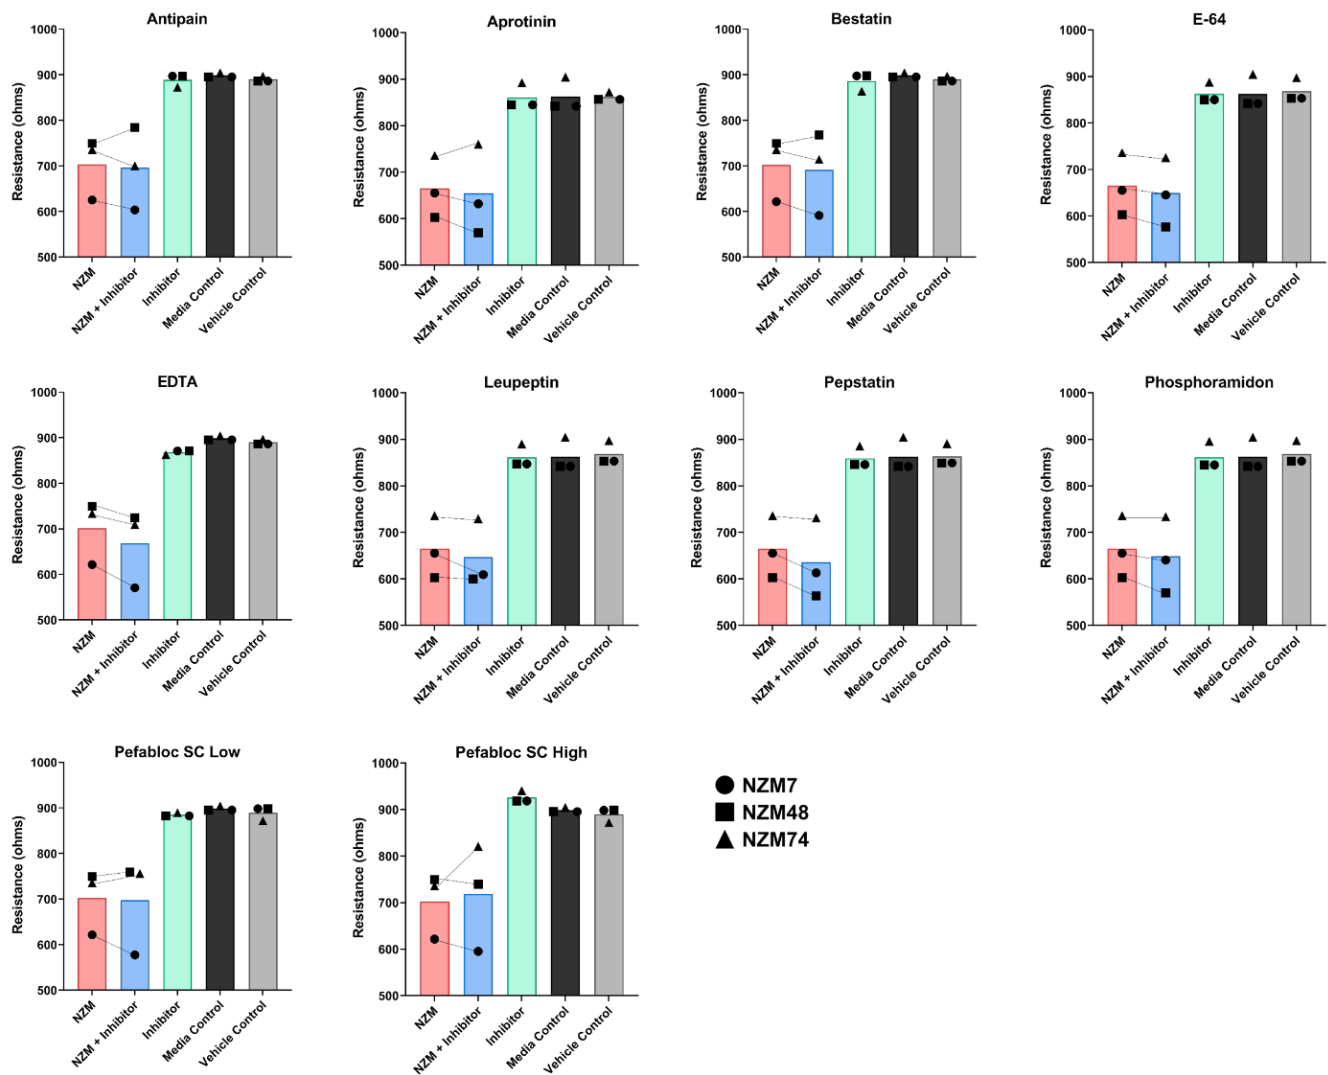 Antipain
Resistance (ohms)
1000
900
800
700
600
500
NZM
NZM + Inhibitor
Inhibitor
Media Control
Vehicle Control
Aprotinin
Resistance (ohms)
1000
900
800
700
600
500
NZM
NZM + Inhibitor
Inhibitor
Media Control
Vehicle Control
Bestatin
Resistance (ohms)
1000
900
800
700
600
500
NZM
NZM + Inhibitor
Inhibitor
Media Control
Vehicle Control
E-64
Resistance (ohms)
1000
900
800
700
600
500
NZM
NZM + Inhibitor
Inhibitor
Media Control
Vehicle Control
EDTA
Resistance (ohms)
1000
900
800
700
600
500
NZM
NZM + Inhibitor
Inhibitor
Media Control
Vehicle Control
Leupeptin
Resistance (ohms)
1000
900
800
700
600
500
NZM
NZM + Inhibitor
Inhibitor
Media Control
Vehicle Control
Pepstatin
Resistance (ohms)
1000
900
800
700
600
500
NZM
NZM + Inhibitor
Inhibitor
Media Control
Vehicle Control
Phosphoramidon
Resistance (ohms)
1000
900
800
700
600
500
NZM
NZM + Inhibitor
Inhibitor
Media Control
Vehicle Control
Pefabloc SC Low
Resistance (ohms)
1000
900
800
700
600
500
NZM
NZM + Inhibitor
Inhibitor
Media Control
Vehicle Control
Pefabloc SC High
Resistance (ohms)
1000
900
800
700
600
500
NZM
NZM + Inhibitor
Inhibitor
Media Control
Vehicle Control
NZM7
NZM48
NZM74